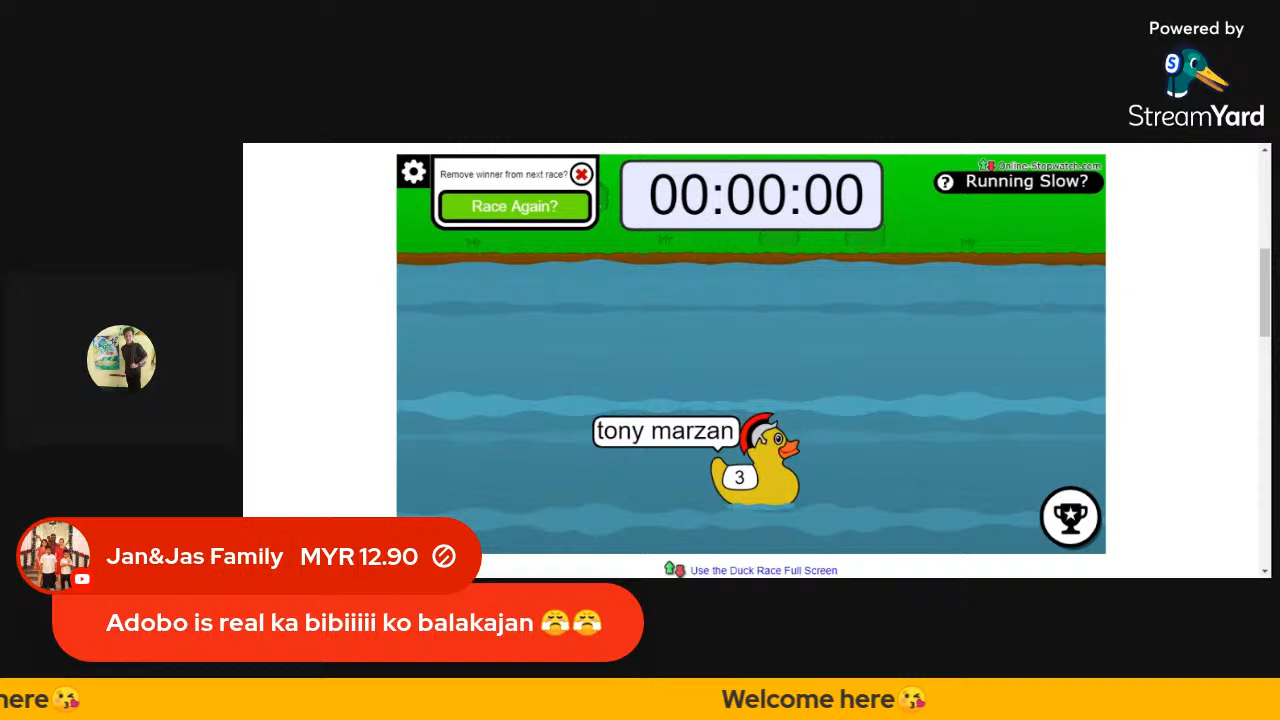 Powered by
StreamYard
Remove winner from next race?
Race Again?
00:00:00
Online-Stopwatch.com
Running Slow?
tony marzan
3
Use the Duck Race Full Screen
Jan&Jas Family MYR 12.90
Adobo is real ka bibiiiii ko balakajan 😤😤
here😘 Welcome here😘